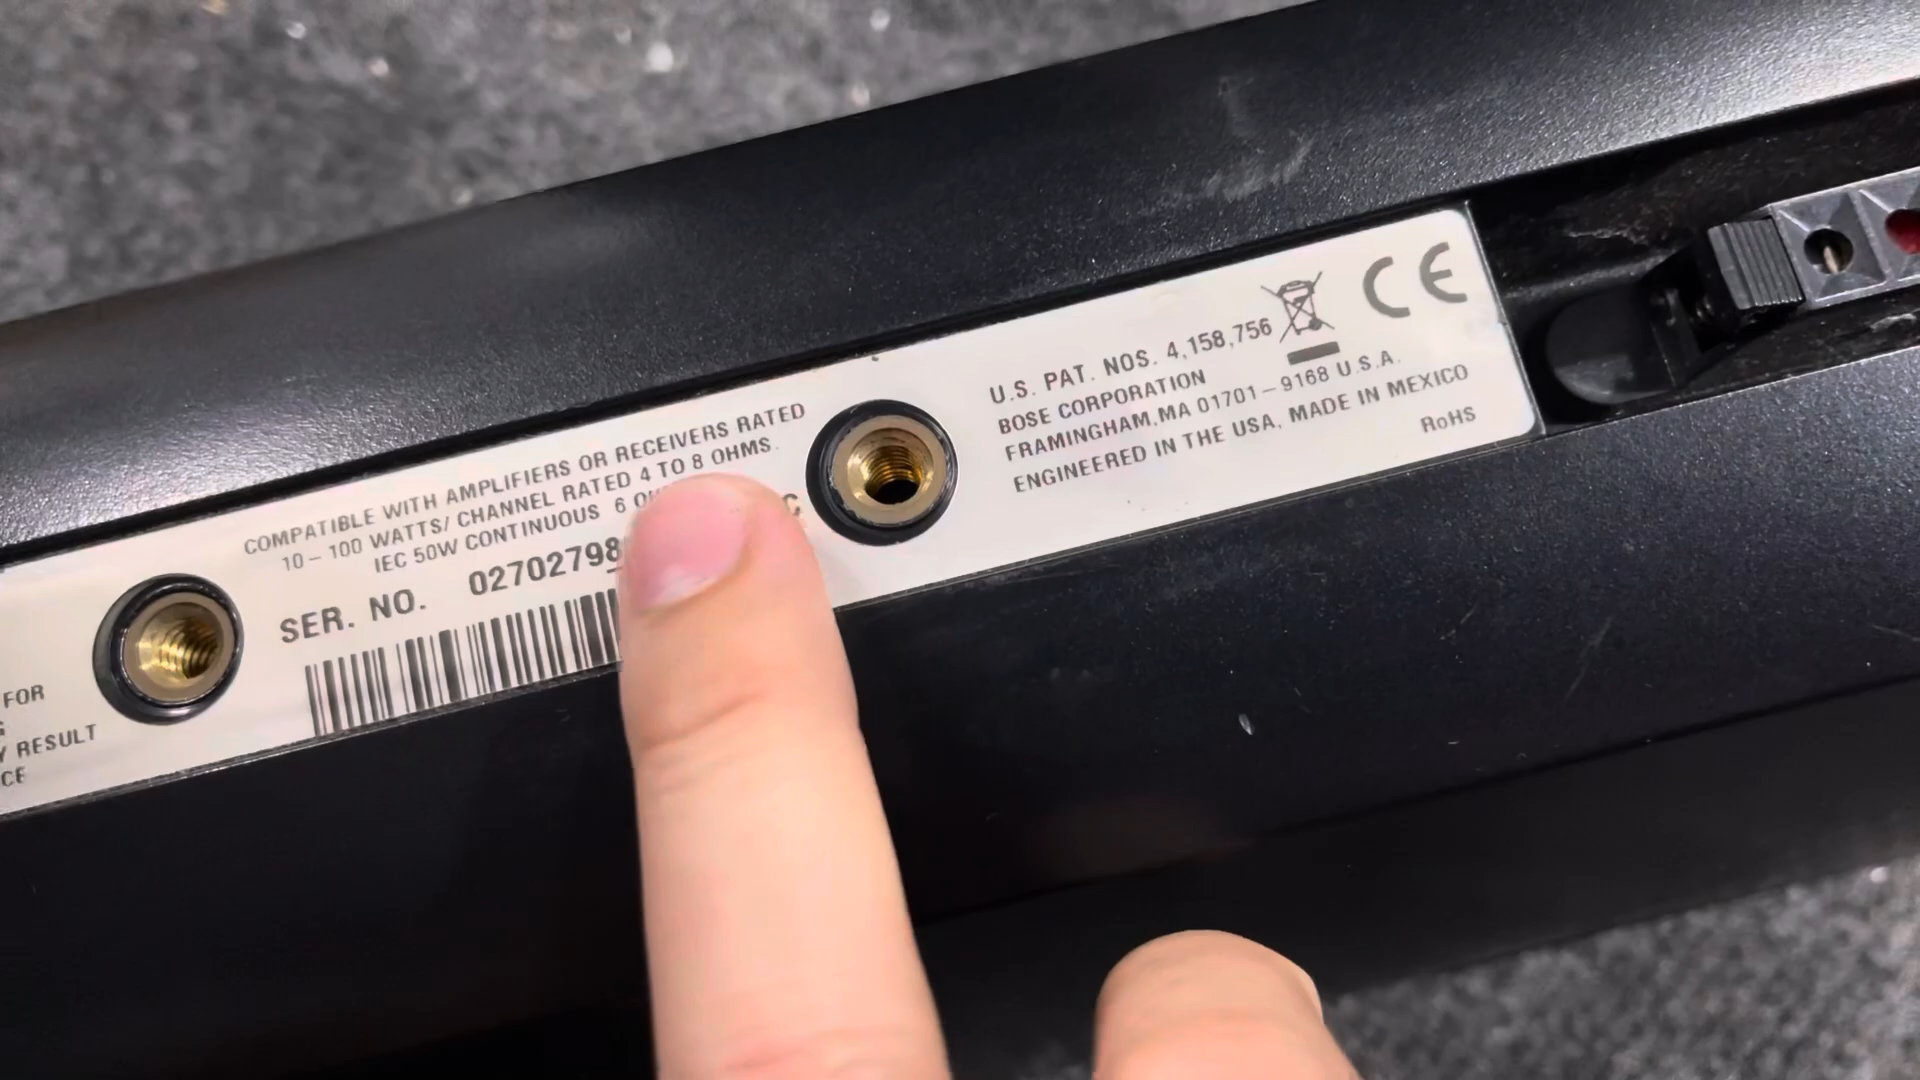 COMPATIBLE WITH AMPLIFIERS OR RECEIVERS RATED
10 – 100 WATTS/ CHANNEL RATED 4 TO 8 OHMS.
IEC 50W CONTINUOUS 6
SER. NO. 02702798
FOR
RESULT
U.S. PAT. NOS. 4,158,756
CE
BOSE CORPORATION
FRAMINGHAM,MA 01701 – 9168 U.S.A.
ENGINEERED IN THE USA, MADE IN MEXICO
RoHS